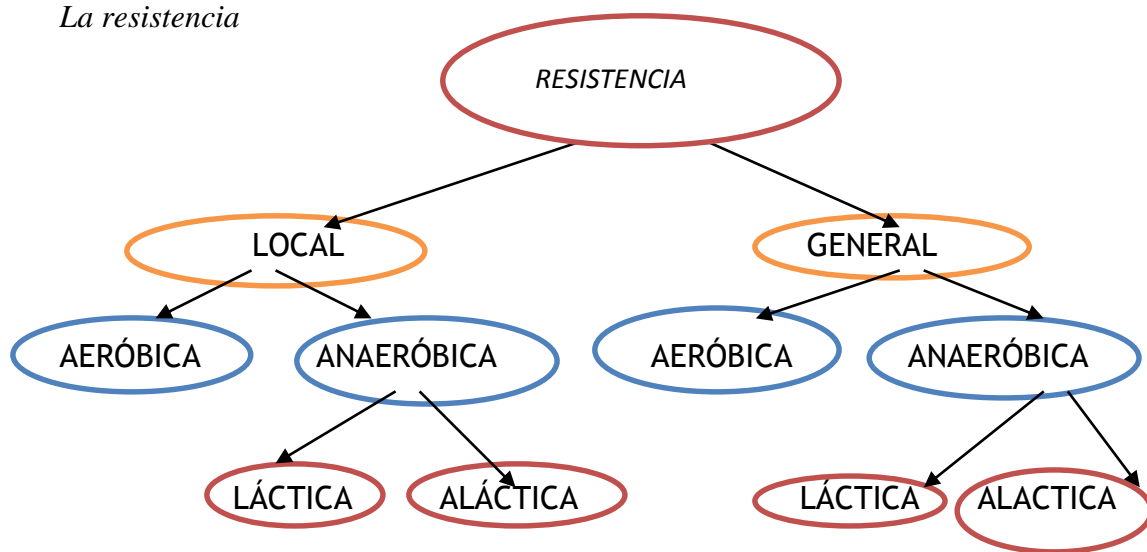 La resistencia
RESISTENCIA
LOCAL
GENERAL
AERÓBICA
ANAERÓBICA
AERÓBICA
ANAERÓBICA
LÁCTICA
ALÁCTICA
LÁCTICA
ALACTICA